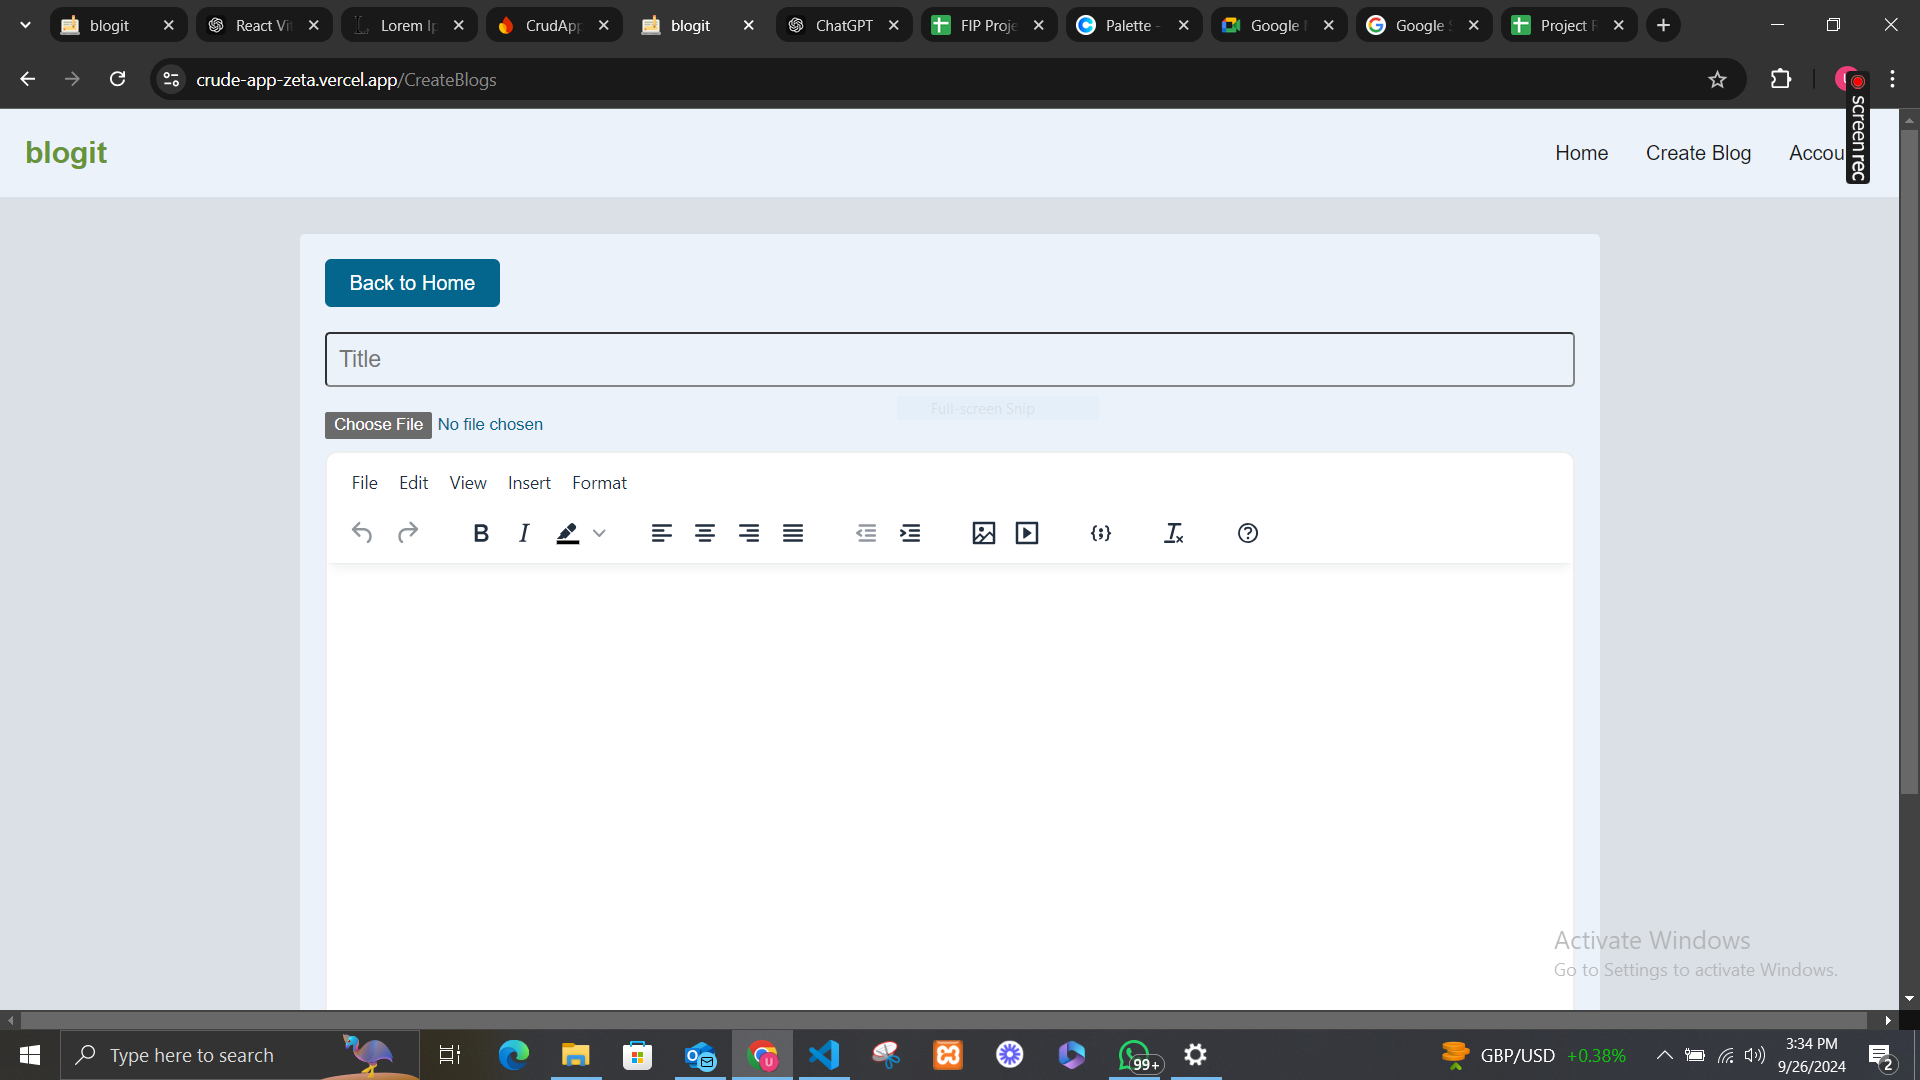 blogit
React Vi
Lorem Ip
CrudApp
blogit
ChatGPT
FIP Proje
Palette -
Google
Google
Project
crude-app-zeta.vercel.app/CreateBlogs
screenrec
blogit
Home
Create Blog
Accou
Back to Home
Title
Full-screen Snip
Choose File No file chosen
File Edit View Insert Format
Activate Windows
Go to Settings to activate Windows.
Type here to search
99+
GBP/USD +0.38%
3:34 PM
9/26/2024
2